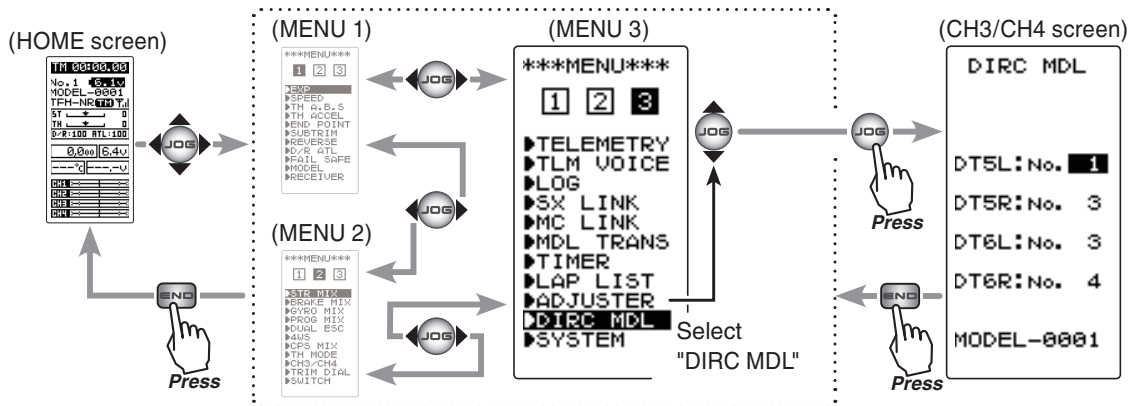 (HOME screen)
TM 00:00.00
No.1 6.1v
MODEL-0001
TFH-NR TM
ST 0
TH 0
D/R:100 ATL:100
6.4v
---℃ --.-v
CH1
CH2
CH3
CH4
JOG
END
Press
(MENU 1)
***MENU***
1 2 3
EXP
SPEED
TH A.B.S
TH ACCEL
END POINT
SUBTRIM
REVERSE
D/R ATL
FAIL SAFE
MODEL
RECEIVER
JOG
JOG
(MENU 2)
***MENU***
1 2 3
STR MIX
BRAKE MIX
GYRO MIX
PROG MIX
DUAL ESC
4WS
CPS MIX
TH MODE
CH3/CH4
TRIM DIAL
SWITCH
JOG
(MENU 3)
***MENU***
1 2 3
TELEMETRY
TLM VOICE
LOG
SX LINK
MC LINK
MDL TRANS
TIMER
LAP LIST
ADJUSTER
DIRC MDL
SYSTEM
JOG
Select
"DIRC MDL"
JOG
Press
END
Press
(CH3/CH4 screen)
DIRC MDL
DT5L:No. 1
DT5R:No. 3
DT6L:No. 3
DT6R:No. 4
MODEL-0001